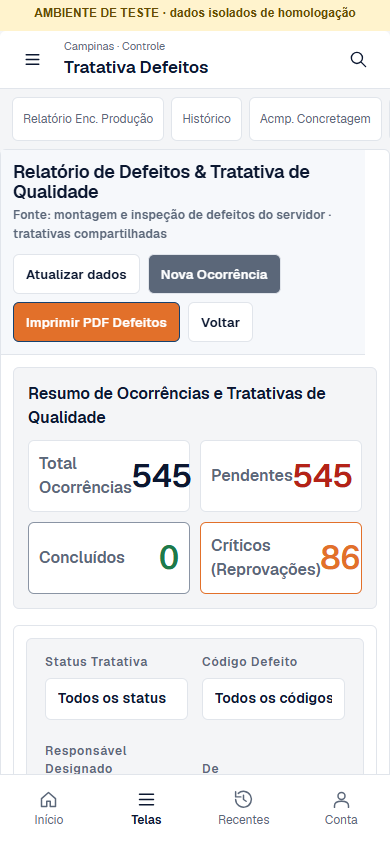 AMBIENTE DE TESTE · dados isolados de homologação
Campinas · Controle
Tratativa Defeitos
Relatório Enc. Produção
Histórico
Acmp. Concretagem
Relatório de Defeitos & Tratativa de
Qualidade
Fonte: montagem e inspeção de defeitos do servidor ·
tratativas compartilhadas
Atualizar dados
Nova Ocorrência
Imprimir PDF Defeitos
Voltar
Resumo de Ocorrências e Tratativas de
Qualidade
Total
Ocorrências
545
Pendentes
545
Concluídos
0
Críticos
(Reprovações)
86
Status Tratativa
Código Defeito
Todos os status
Todos os códigos
Responsável
Designado
De
Início
Telas
Recentes
Conta